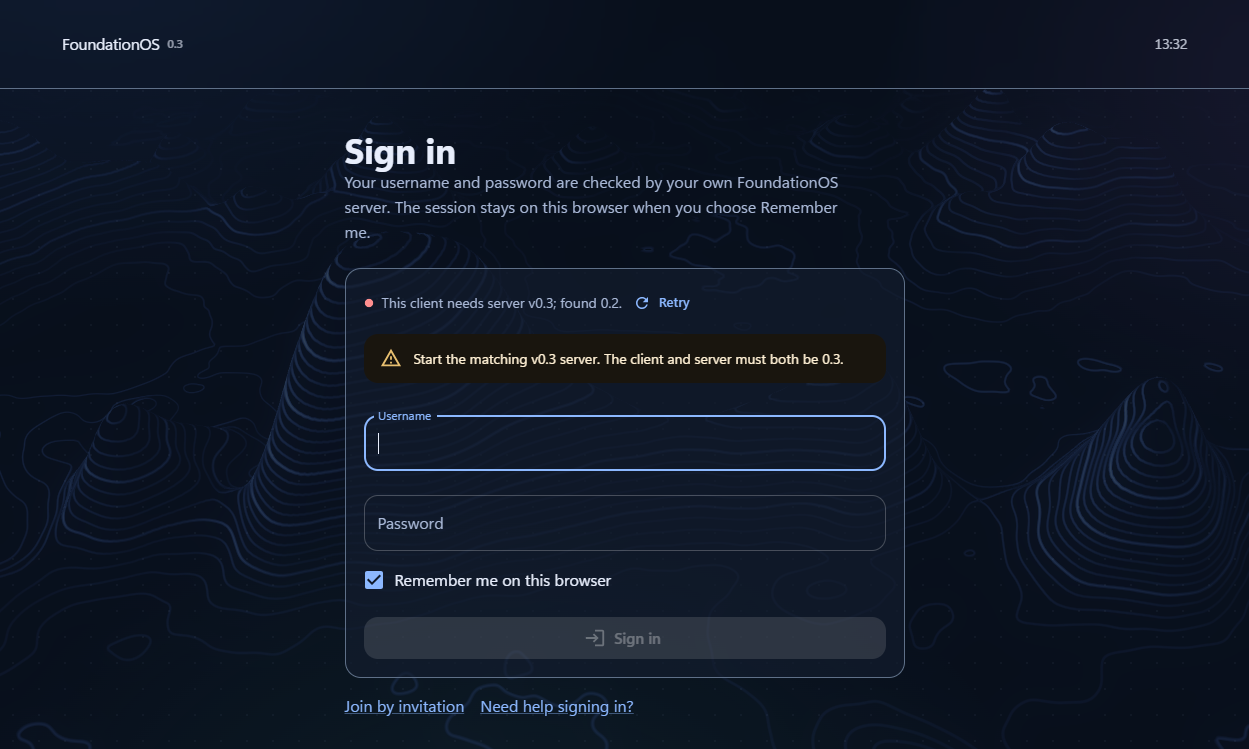 FoundationOS 0.3
13:32
Sign in
Your username and password are checked by your own FoundationOS
server. The session stays on this browser when you choose Remember
me.
This client needs server v0.3; found 0.2. Retry
Start the matching v0.3 server. The client and server must both be 0.3.
Username
Password
Remember me on this browser
Sign in
Join by invitation Need help signing in?